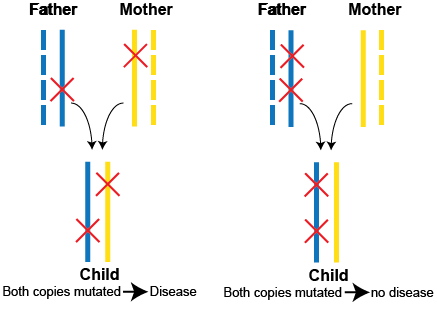 Father Mother
Father Mother
Child
Both copies mutated Disease
Child
Both copies mutated no disease